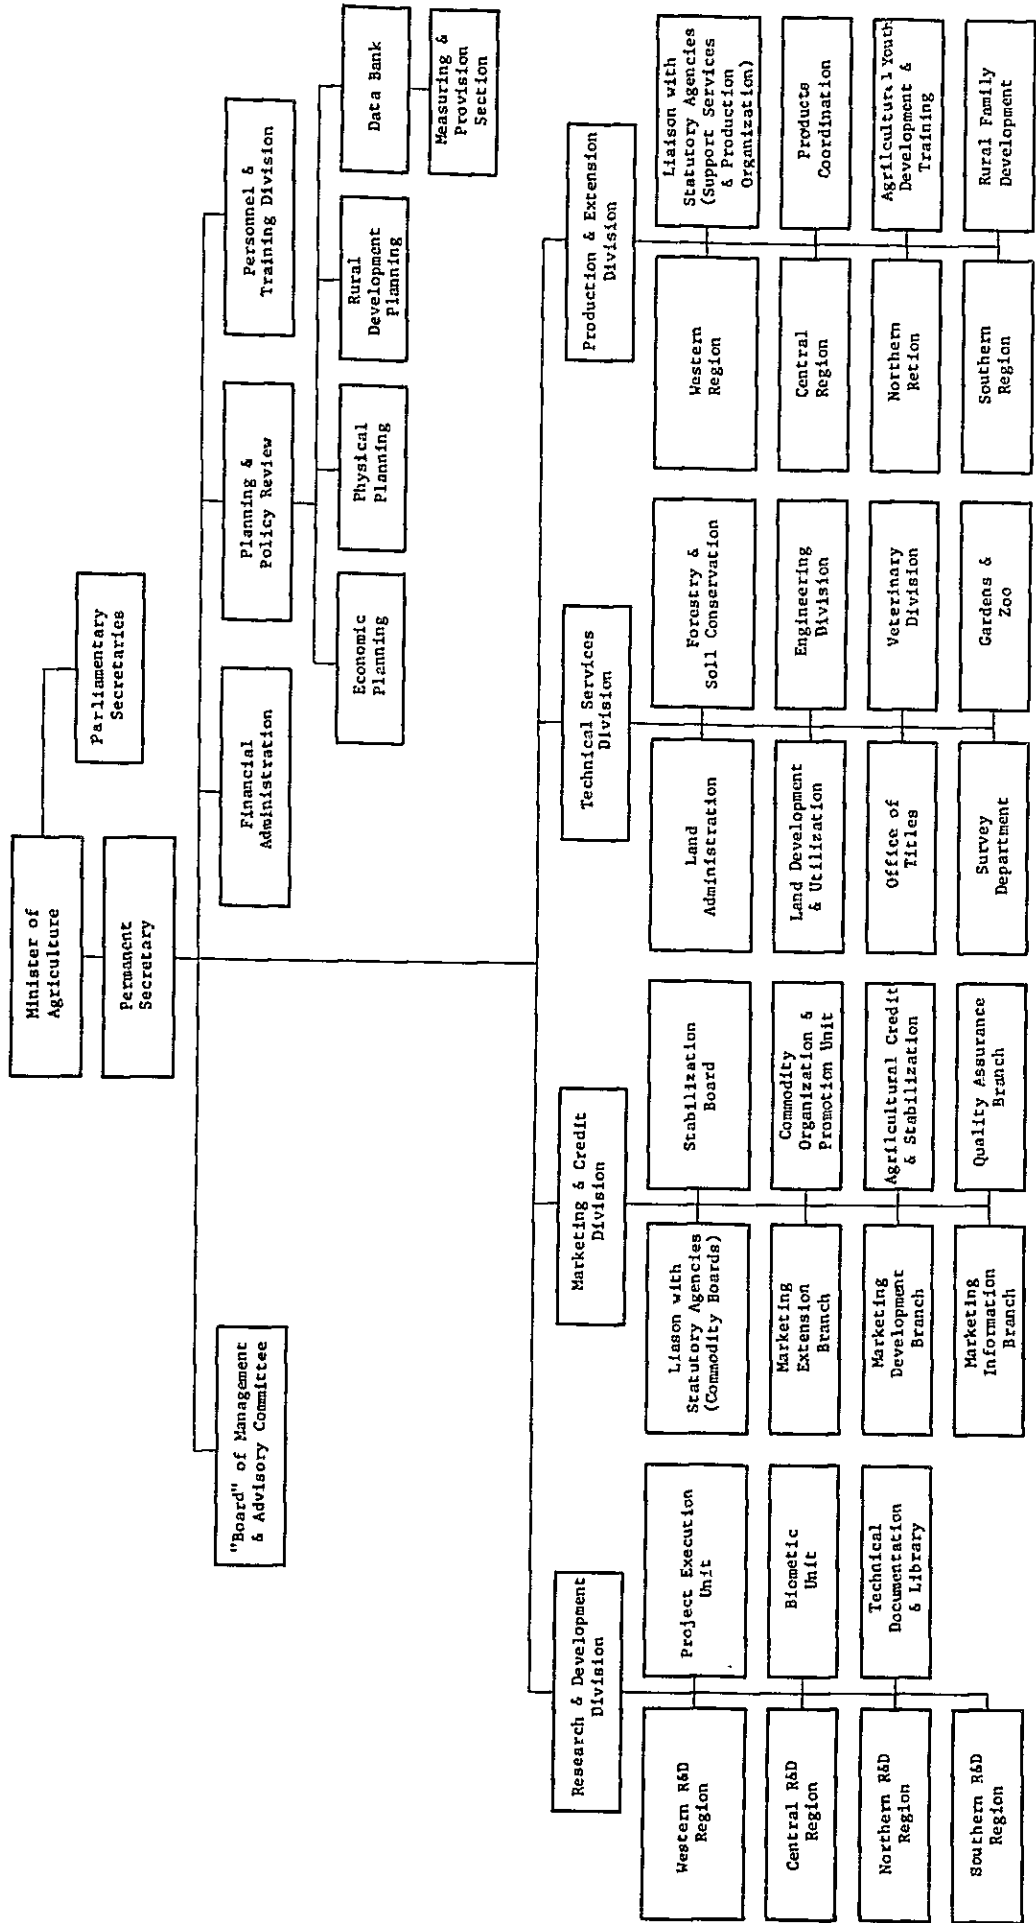 Minister of
Agriculture
Parliamentary
Secretaries
Permanent
Secretary
"Board" of Management
& Advisory Committee
Financial
Administration
Planning &
Policy Review
Personnel &
Training Division
Economic
Planning
Physical
Planning
Rural
Development
Planning
Data Bank
Measuring &
Provision
Section
Research & Development
Division
Western R&D
Region
Project Execution
Unit
Central R&D
Region
Biometic
Unit
Northern R&D
Region
Technical
Documentation
& Library
Southern R&D
Region
Marketing & Credit
Division
Liason with
Statutory Agencies
(Commodity Boards)
Stabilization
Board
Marketing
Extension
Branch
Commodity
Organization &
Promotion Unit
Marketing
Development
Branch
Agrilcultural Credit
& Stabilization
Marketing
Information
Branch
Quality Assurance
Branch
Technical Services
Division
Land
Administration
Forestry &
Soll Conservation
Land Development
& Utilization
Engineering
Division
Office of
Titles
Veterinary
Division
Survey
Department
Gardens &
Zoo
Production & Extension
Division
Western
Region
Liaison with
Statutory Agencies
(Support Services
& Production
Organization)
Central
Region
Products
Coordination
Northern
Retion
Agrilcultural Youth
Development &
Training
Southern
Region
Rural Family
Development